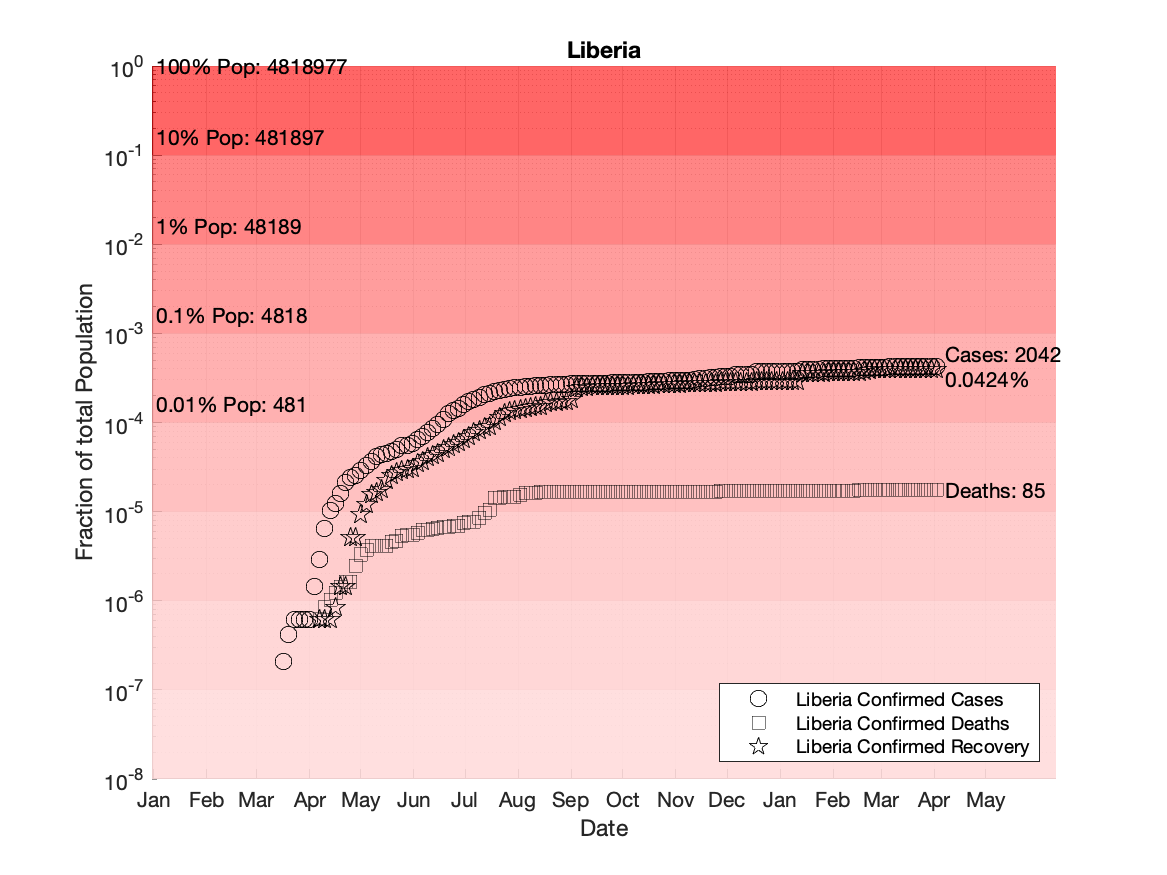 Liberia
10^0
100% Pop: 4818977
10% Pop: 481897
10^-1
1% Pop: 48189
10^-2
0.1% Pop: 4818
10^-3
Cases: 2042
0.0424%
0.01% Pop: 481
10^-4
Deaths: 85
10^-5
10^-6
10^-7
10^-8
Fraction of total Population
Liberia Confirmed Cases
Liberia Confirmed Deaths
Liberia Confirmed Recovery
Jan Feb Mar Apr May Jun Jul Aug Sep Oct Nov Dec Jan Feb Mar Apr May
Date